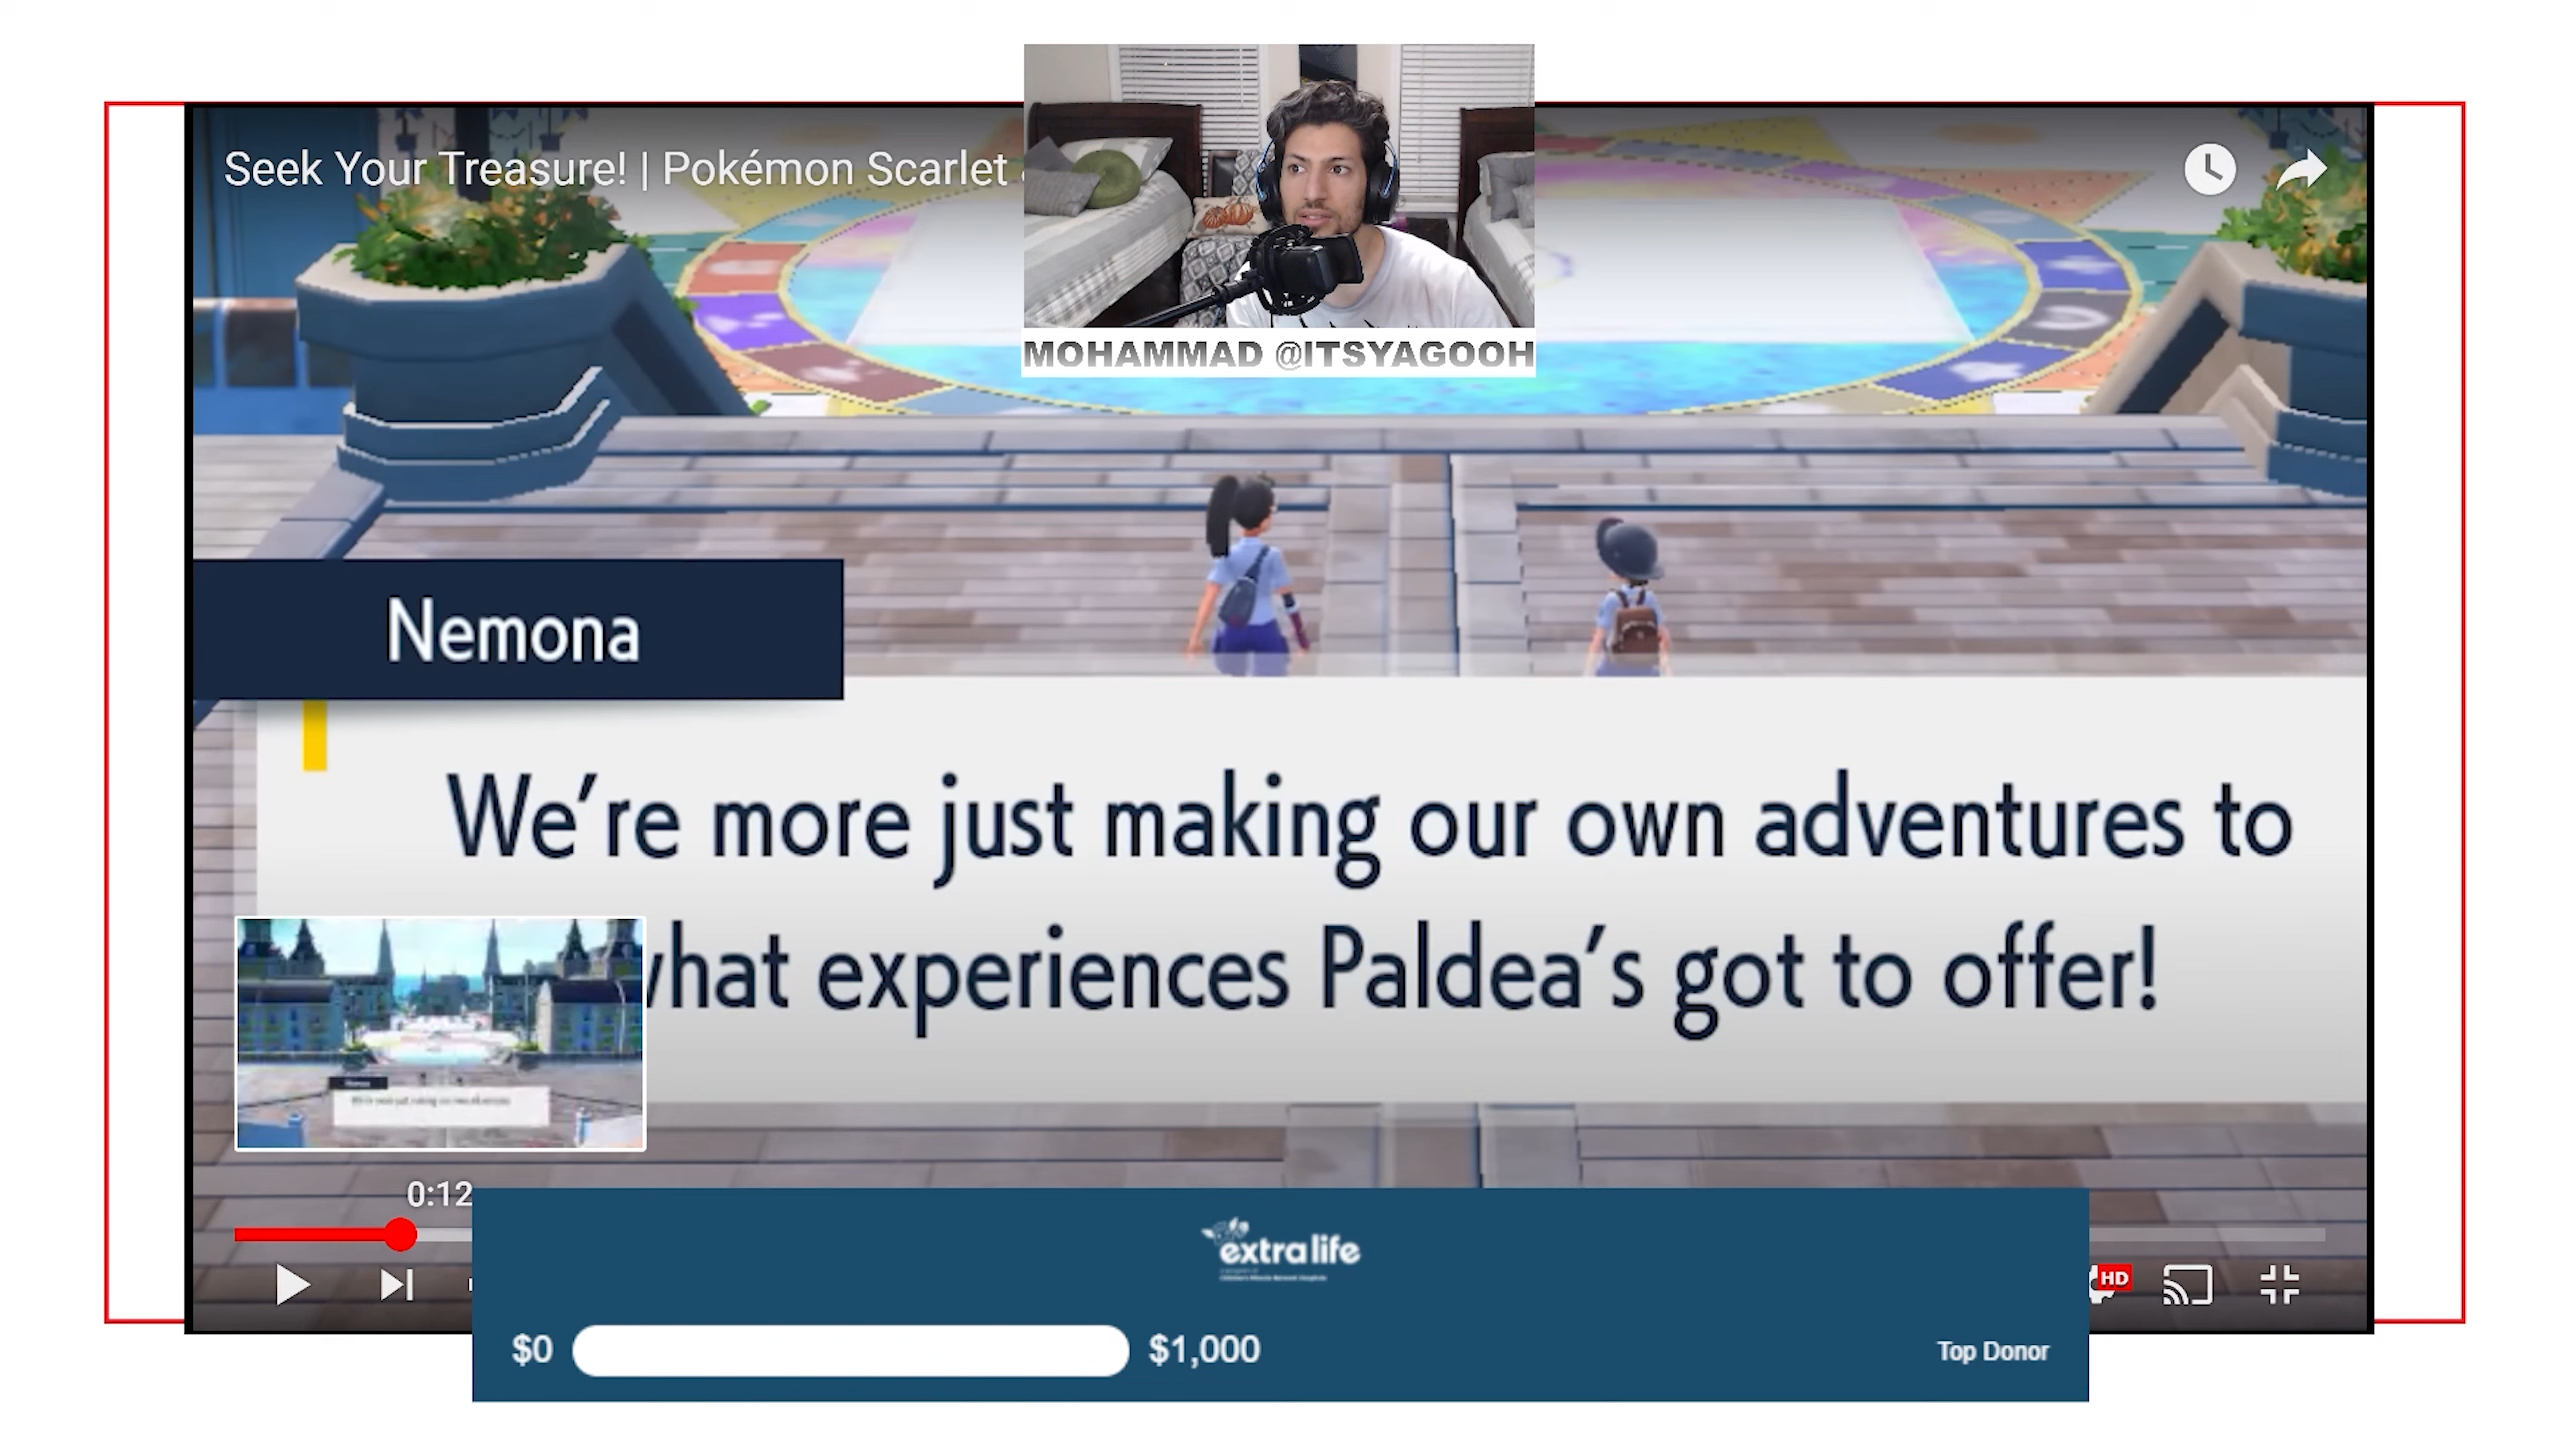 Seek Your Treasure! | Pokémon Scarlet
MOHAMMAD @ITSYAGOOH
Nemona
We're more just making our own adventures to
what experiences Paldea's got to offer!
0:12
HD
extra life
$0
$1,000
Top Donor